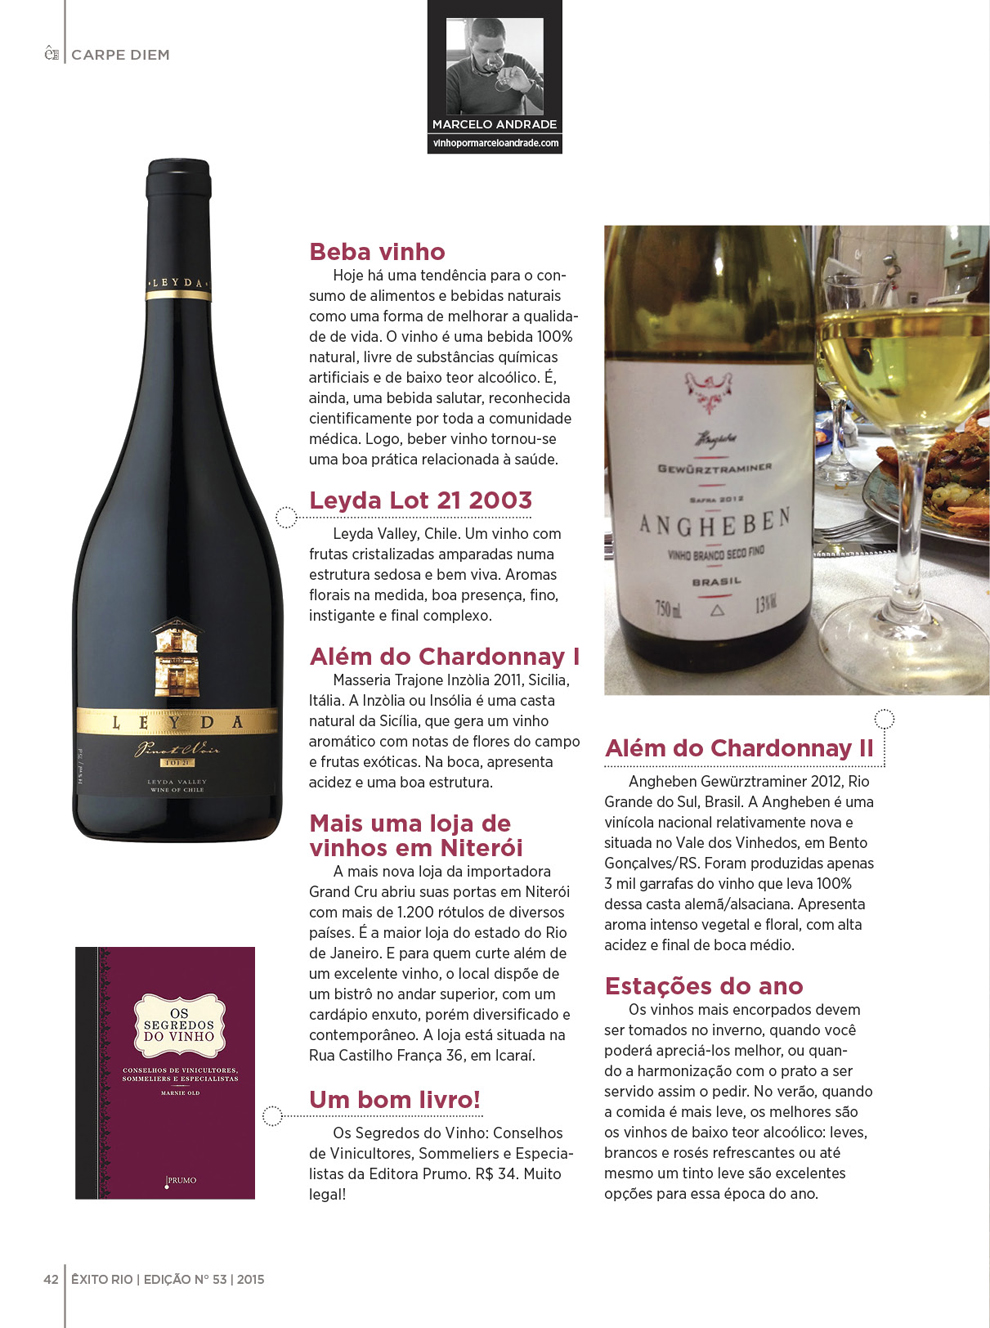 CARPE DIEM
MARCELO ANDRADE
vinhopormarceloandrade.com
LEYDA
LEYDA
Pinot Noir
LOT 21
LEYDA VALLEY
WINE OF CHILE
Beba vinho
Hoje há uma tendência para o con-
sumo de alimentos e bebidas naturais
como uma forma de melhorar a qualida-
de de vida. O vinho é uma bebida 100%
natural, livre de substâncias químicas
artificiais e de baixo teor alcoólico. É,
ainda, uma bebida salutar, reconhecida
cientificamente por toda a comunidade
médica. Logo, beber vinho tornou-se
uma boa prática relacionada à saúde.
Leyda Lot 21 2003
Leyda Valley, Chile. Um vinho com
frutas cristalizadas amparadas numa
estrutura sedosa e bem viva. Aromas
florais na medida, boa presença, fino,
instigante e final complexo.
Além do Chardonnay I
Masseria Trajone Inzòlia 2011, Sicilia,
Itália. A Inzòlia ou Insólia é uma casta
natural da Sicília, que gera um vinho
aromático com notas de flores do campo
e frutas exóticas. Na boca, apresenta
acidez e uma boa estrutura.
Mais uma loja de
vinhos em Niterói
A mais nova loja da importadora
Grand Cru abriu suas portas em Niterói
com mais de 1.200 rótulos de diversos
países. É a maior loja do estado do Rio
de Janeiro. E para quem curte além de
um excelente vinho, o local dispõe de
um bistrô no andar superior, com um
cardápio enxuto, porém diversificado e
contemporâneo. A loja está situada na
Rua Castilho França 36, em Icaraí.
Um bom livro!
Os Segredos do Vinho: Conselhos
de Vinicultores, Sommeliers e Especia-
listas da Editora Prumo. R$ 34. Muito
legal!
OS
SEGREDOS
DO VINHO
CONSELHOS DE VINICULTORES,
SOMMELIERS E ESPECIALISTAS
MARNIE OLD
PRUMO
Angheben
GEWÜRZTRAMINER
SAFRA 2012
ANGHEBEN
VINHO BRANCO SECO FINO
BRASIL
750 ml 13% Vol.
Além do Chardonnay II
Angheben Gewürztraminer 2012, Rio
Grande do Sul, Brasil. A Angheben é uma
vinícola nacional relativamente nova e
situada no Vale dos Vinhedos, em Bento
Gonçalves/RS. Foram produzidas apenas
3 mil garrafas do vinho que leva 100%
dessa casta alemã/alsaciana. Apresenta
aroma intenso vegetal e floral, com alta
acidez e final de boca médio.
Estações do ano
Os vinhos mais encorpados devem
ser tomados no inverno, quando você
poderá apreciá-los melhor, ou quan-
do a harmonização com o prato a ser
servido assim o pedir. No verão, quando
a comida é mais leve, os melhores são
os vinhos de baixo teor alcoólico: leves,
brancos e rosés refrescantes ou até
mesmo um tinto leve são excelentes
opções para essa época do ano.
42 ÊXITO RIO | EDIÇÃO Nº 53 | 2015